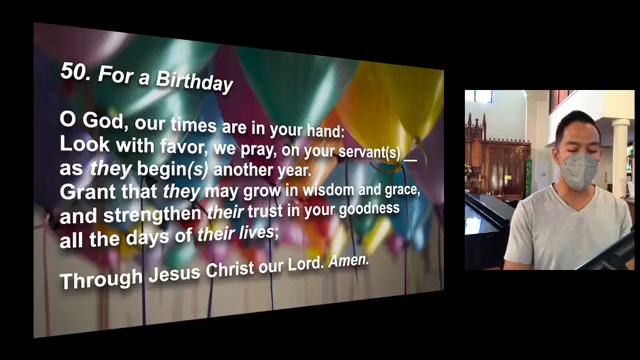 50. For a Birthday
O God, our times are in your hand:
Look with favor, we pray, on your servant(s) __
as they begin(s) another year.
Grant that they may grow in wisdom and grace,
and strengthen their trust in your goodness
all the days of their lives;
Through Jesus Christ our Lord. Amen.